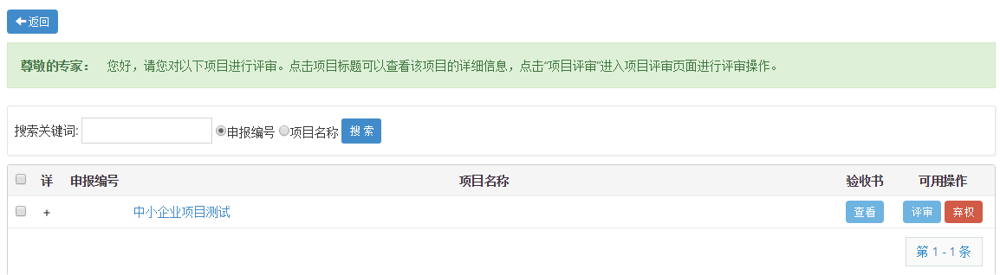 返回
尊敬的专家： 您好，请您对以下项目进行评审。点击项目标题可以查看该项目的详细信息，点击“项目评审”进入项目评审页面进行评审操作。
搜索关键词: 申报编号 项目名称 搜 索
详 申报编号 项目名称 验收书 可用操作
+ 中小企业项目测试 查看 评审 弃权
第 1 - 1 条